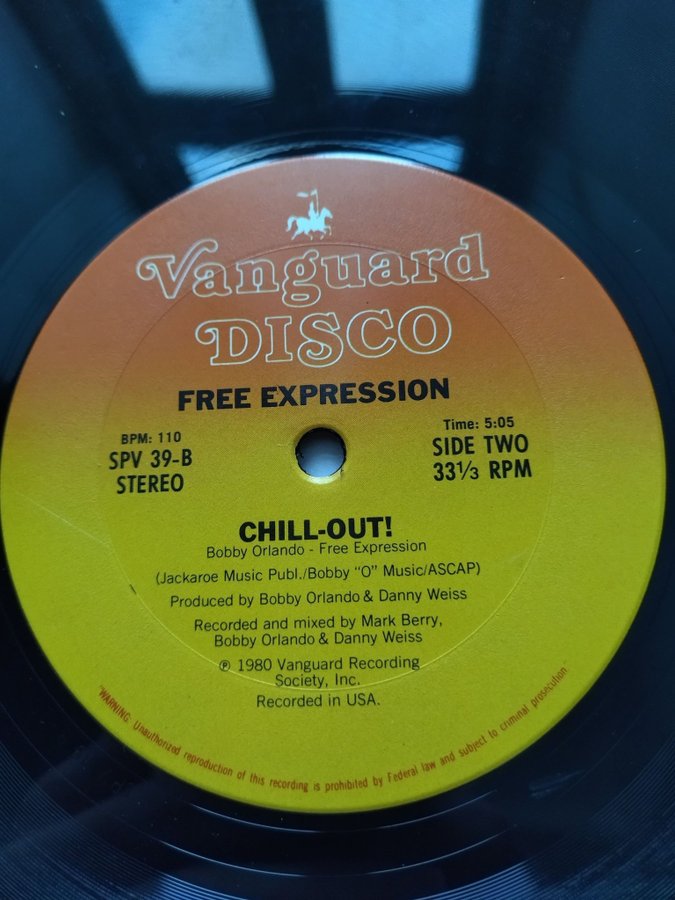 Vanguard
DISCO
FREE EXPRESSION
BPM: 110
SPV 39-B
STEREO
Time: 5:05
SIDE TWO
33⅓ RPM
CHILL-OUT!
Bobby Orlando - Free Expression
(Jackaroe Music Publ./Bobby "O" Music/ASCAP)
Produced by Bobby Orlando & Danny Weiss
Recorded and mixed by Mark Berry,
Bobby Orlando & Danny Weiss
℗ 1980 Vanguard Recording
Society, Inc.
Recorded in USA.
"WARNING: Unauthorized reproduction of this recording is prohibited by Federal law and subject to criminal prosecution.